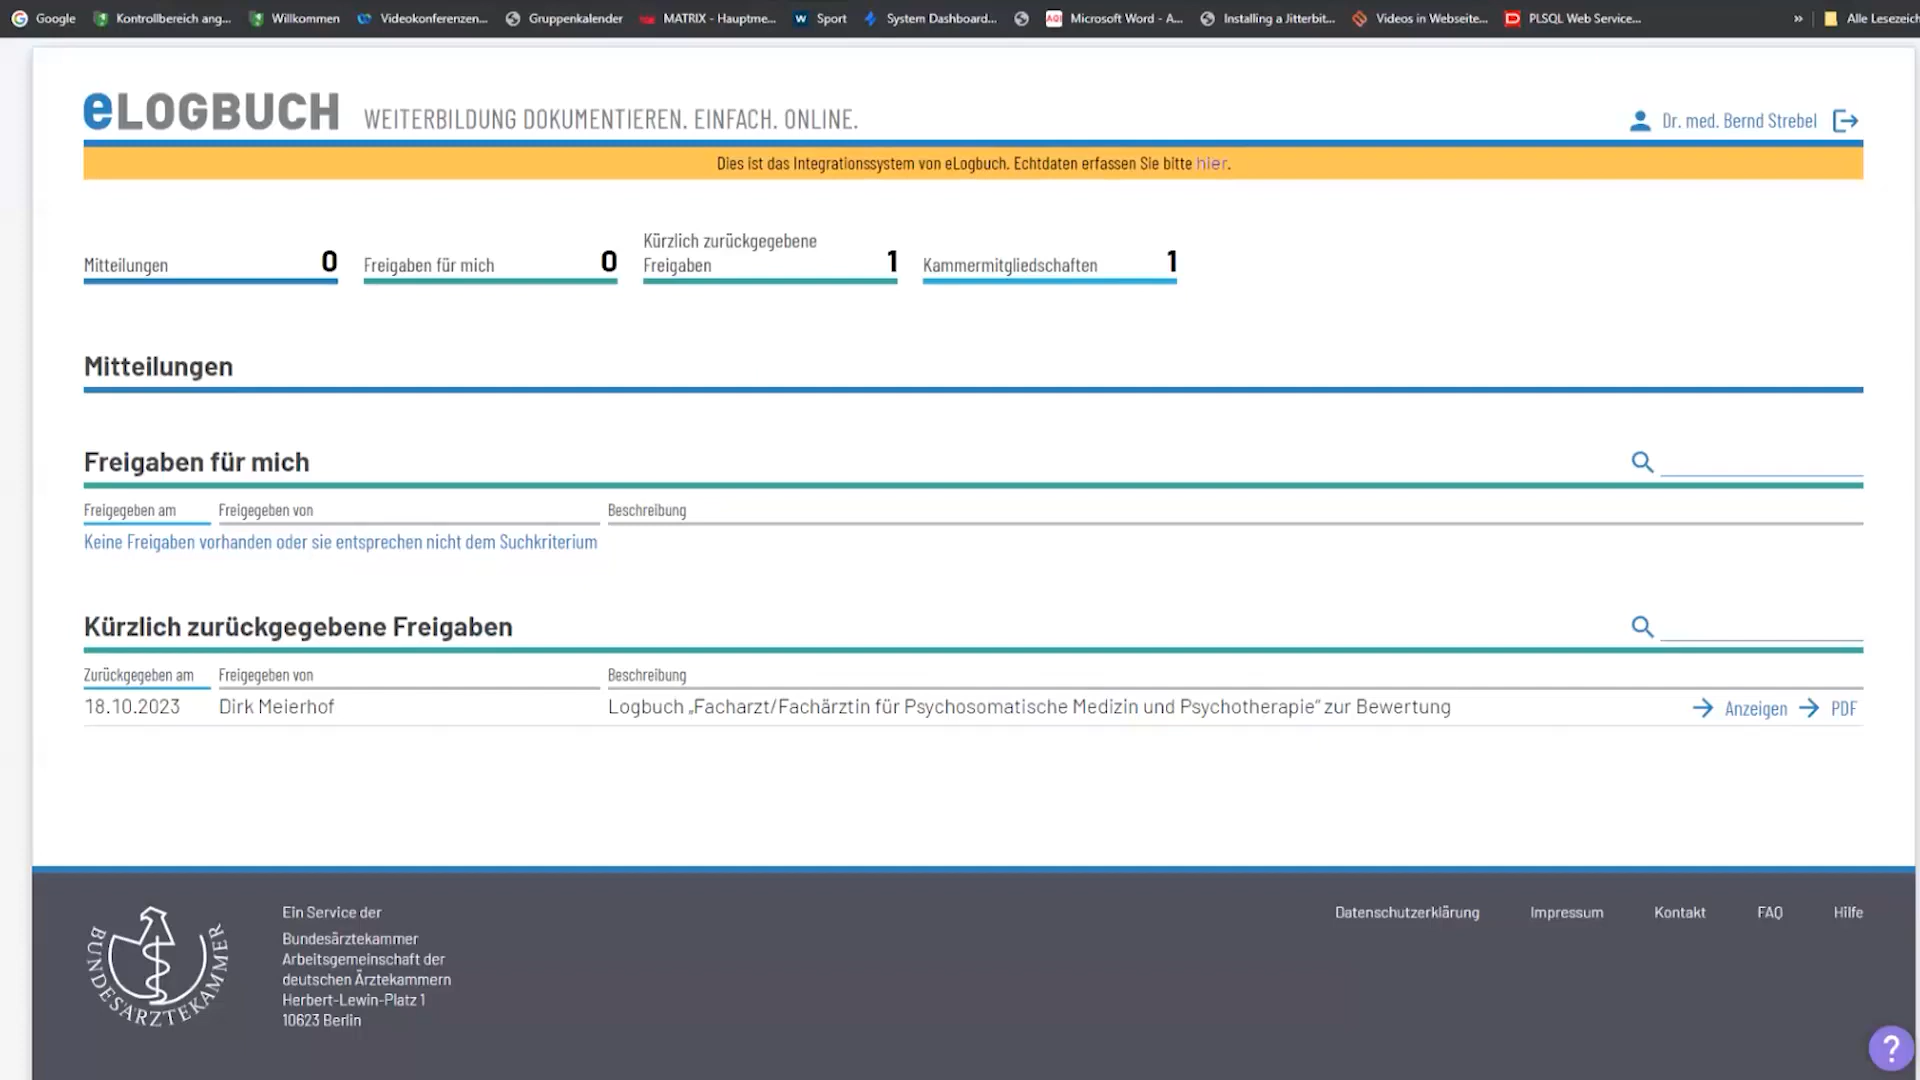 Google Kontrollbereich ang... Willkommen Videokonferenzen... Gruppenkalender MATRIX - Hauptme... Sport System Dashboard... Microsoft Word - A... Installing a Jitterbit... Videos in Webseite... PLSQL Web Service... » Alle Lesezeich
eLOGBUCH WEITERBILDUNG DOKUMENTIEREN. EINFACH. ONLINE.
Dr. med. Bernd Strebel
Dies ist das Integrationssystem von eLogbuch. Echtdaten erfassen Sie bitte hier.
Mitteilungen 0
Freigaben für mich 0
Kürzlich zurückgegebene
Freigaben 1
Kammermitgliedschaften 1
Mitteilungen
Freigaben für mich
Freigegeben am Freigegeben von Beschreibung
Keine Freigaben vorhanden oder sie entsprechen nicht dem Suchkriterium
Kürzlich zurückgegebene Freigaben
Zurückgegeben am Freigegeben von Beschreibung
18.10.2023 Dirk Meierhof Logbuch „Facharzt/Fachärztin für Psychosomatische Medizin und Psychotherapie“ zur Bewertung Anzeigen PDF
BUNDESÄRZTEKAMMER
Ein Service der
Bundesärztekammer
Arbeitsgemeinschaft der
deutschen Ärztekammern
Herbert-Lewin-Platz 1
10623 Berlin
Datenschutzerklärung Impressum Kontakt FAQ Hilfe
?